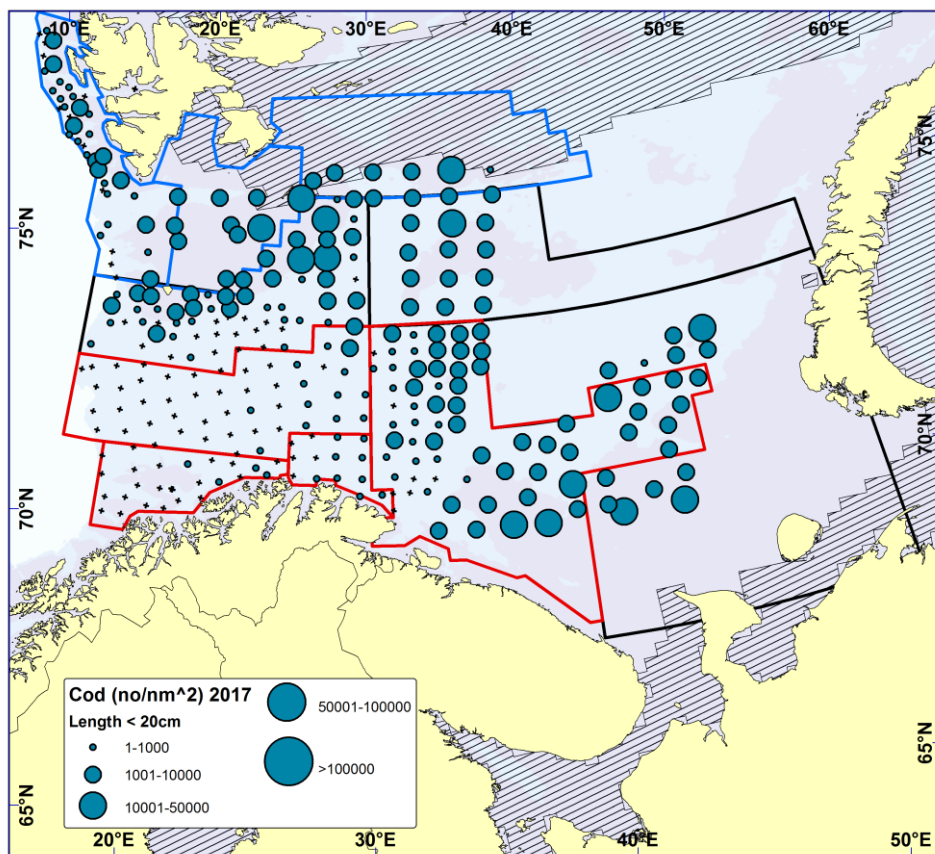 10°E 20°E 30°E 40°E 50°E 60°E
75°N
75°N
70°N
70°N
65°N
65°N
Cod (no/nm^2) 2017
Length < 20cm
1-1000
1001-10000
10001-50000
50001-100000
>100000
20°E 30°E 40°E 50°E